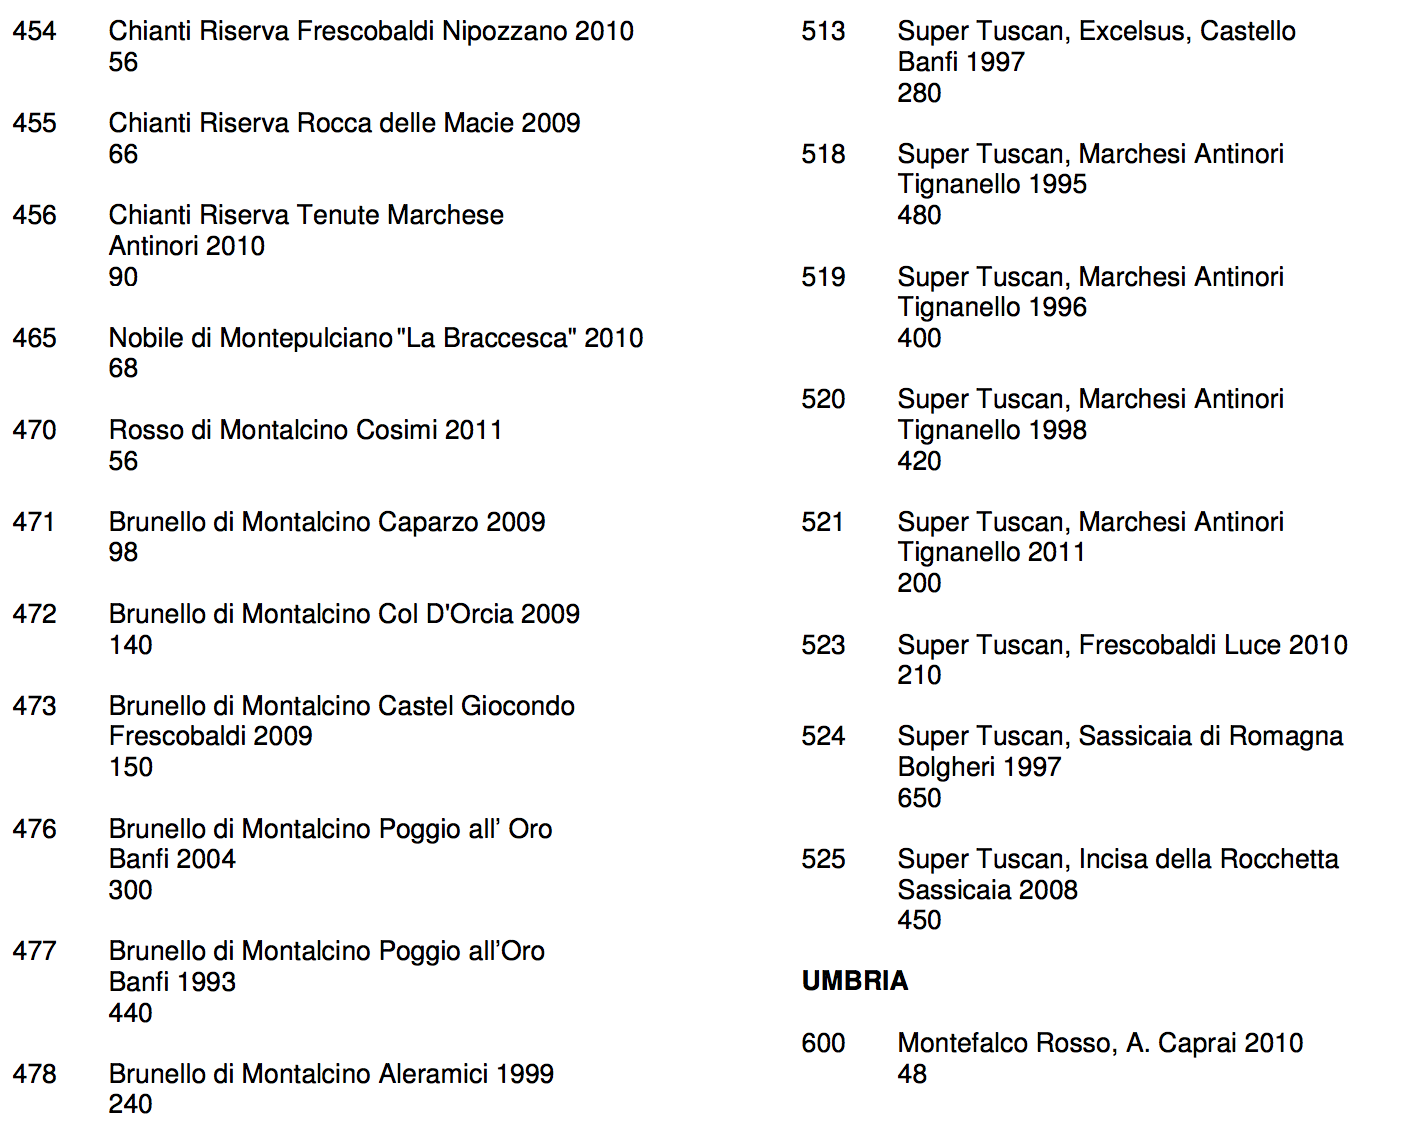 454 Chianti Riserva Frescobaldi Nipozzano 2010
56
455 Chianti Riserva Rocca delle Macie 2009
66
456 Chianti Riserva Tenute Marchese
Antinori 2010
90
465 Nobile di Montepulciano "La Braccesca" 2010
68
470 Rosso di Montalcino Cosimi 2011
56
471 Brunello di Montalcino Caparzo 2009
98
472 Brunello di Montalcino Col D'Orcia 2009
140
473 Brunello di Montalcino Castel Giocondo
Frescobaldi 2009
150
476 Brunello di Montalcino Poggio all’ Oro
Banfi 2004
300
477 Brunello di Montalcino Poggio all’Oro
Banfi 1993
440
478 Brunello di Montalcino Aleramici 1999
240
513 Super Tuscan, Excelsus, Castello
Banfi 1997
280
518 Super Tuscan, Marchesi Antinori
Tignanello 1995
480
519 Super Tuscan, Marchesi Antinori
Tignanello 1996
400
520 Super Tuscan, Marchesi Antinori
Tignanello 1998
420
521 Super Tuscan, Marchesi Antinori
Tignanello 2011
200
523 Super Tuscan, Frescobaldi Luce 2010
210
524 Super Tuscan, Sassicaia di Romagna
Bolgheri 1997
650
525 Super Tuscan, Incisa della Rocchetta
Sassicaia 2008
450
UMBRIA
600 Montefalco Rosso, A. Caprai 2010
48